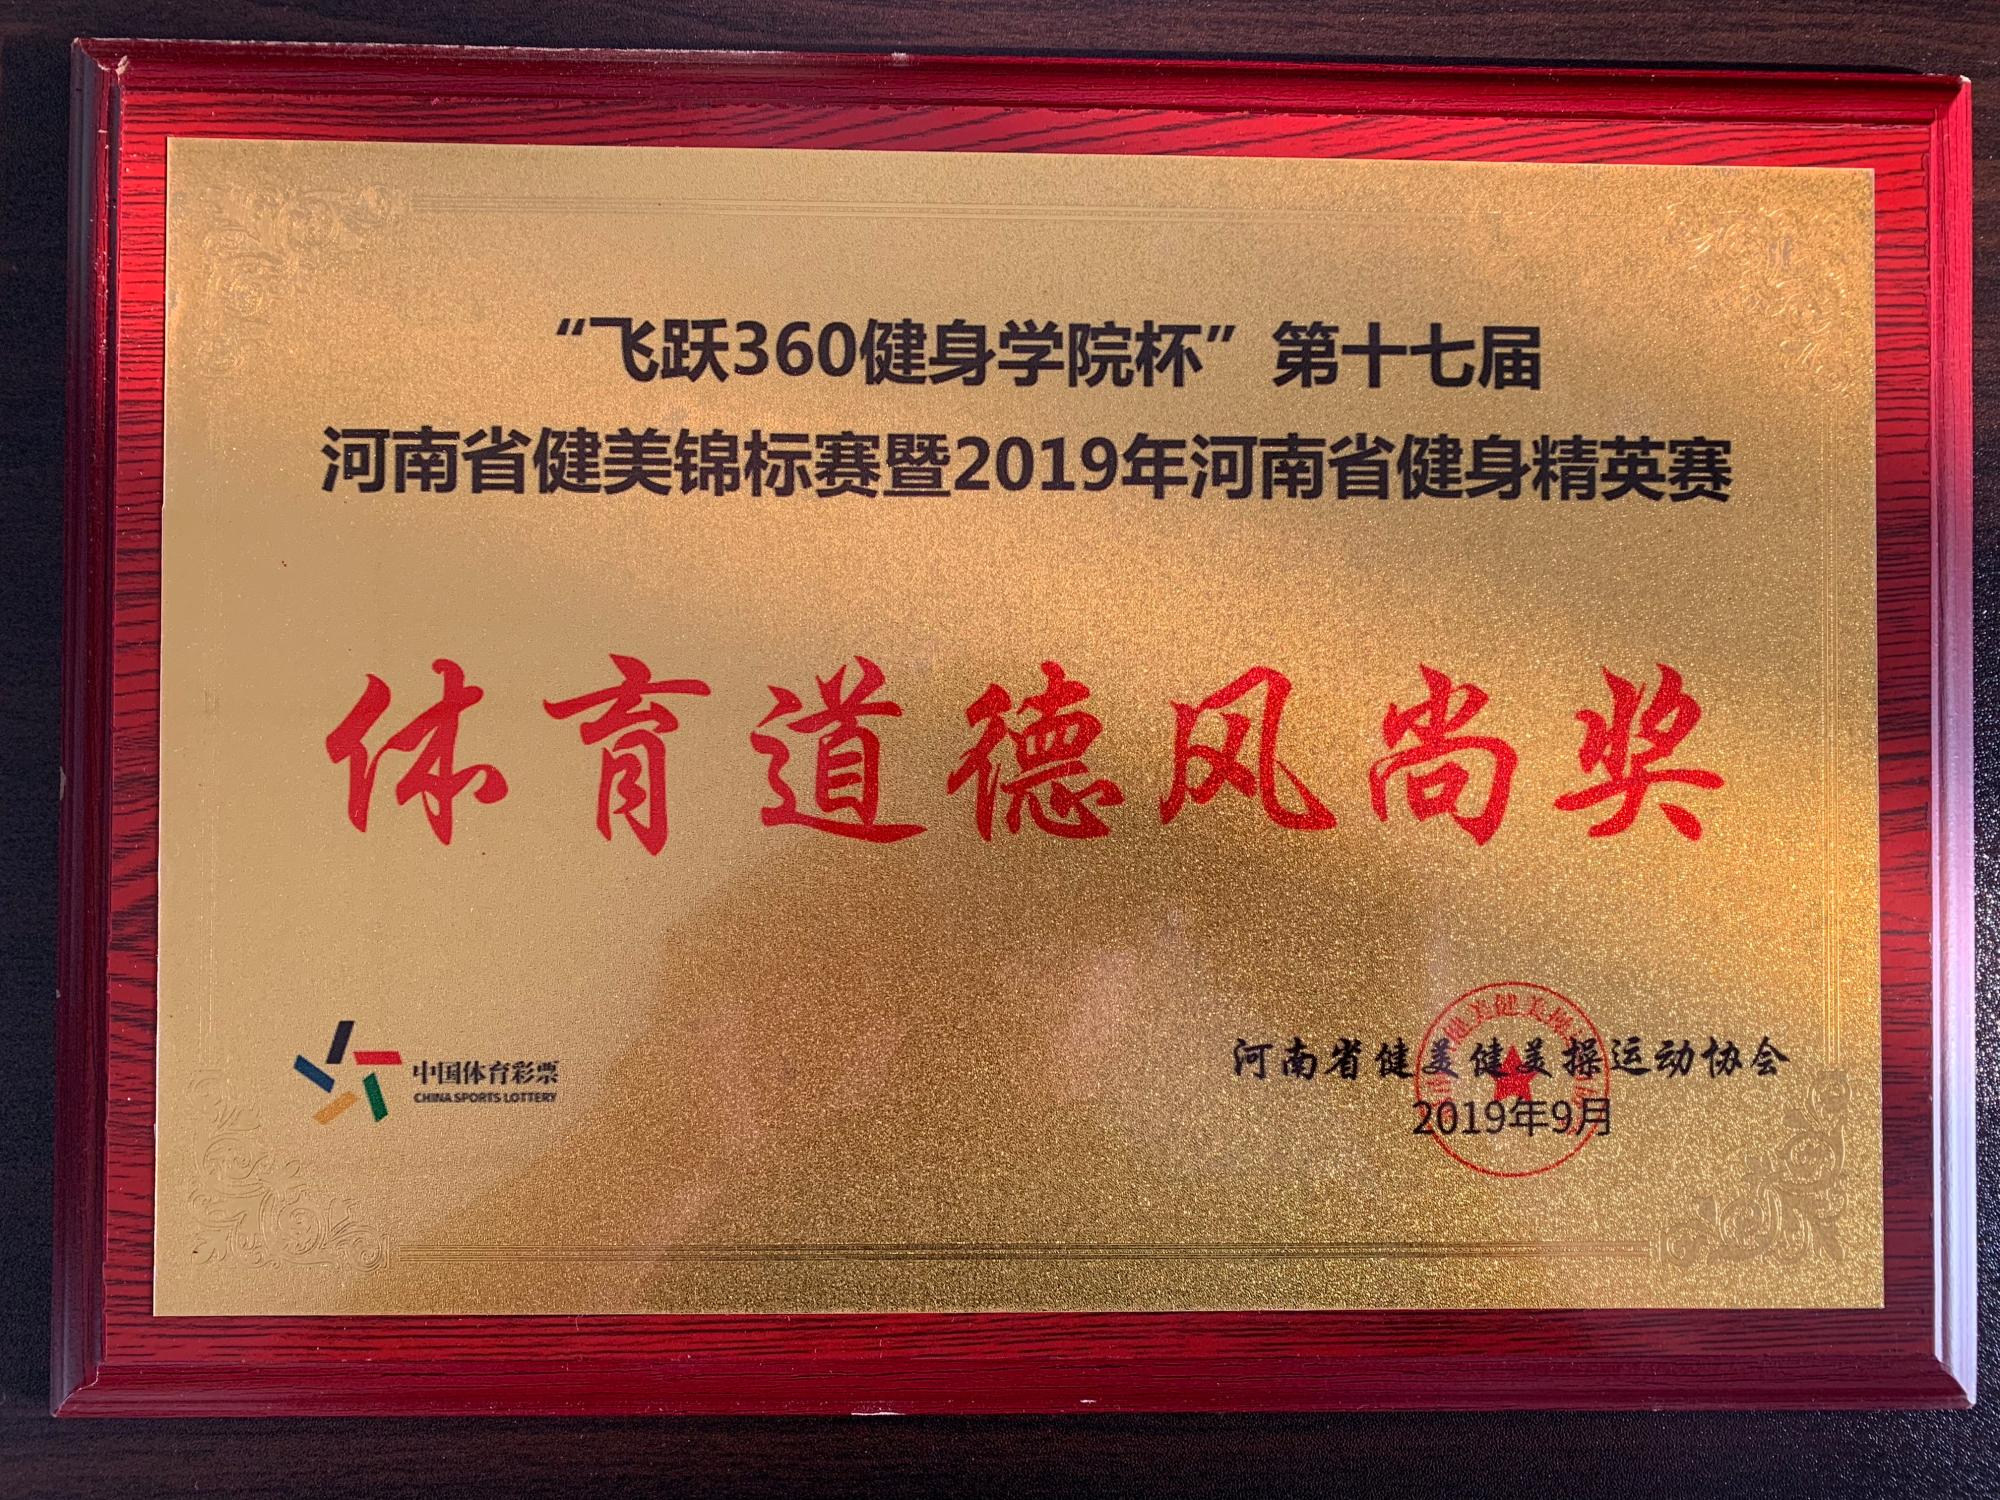 “飞跃360健身学院杯”第十七届
河南省健美锦标赛暨2019年河南省健身精英赛
体育道德风尚奖
中国体育彩票
CHINA SPORTS LOTTERY
河南省健美健美操运动协会
2019年9月